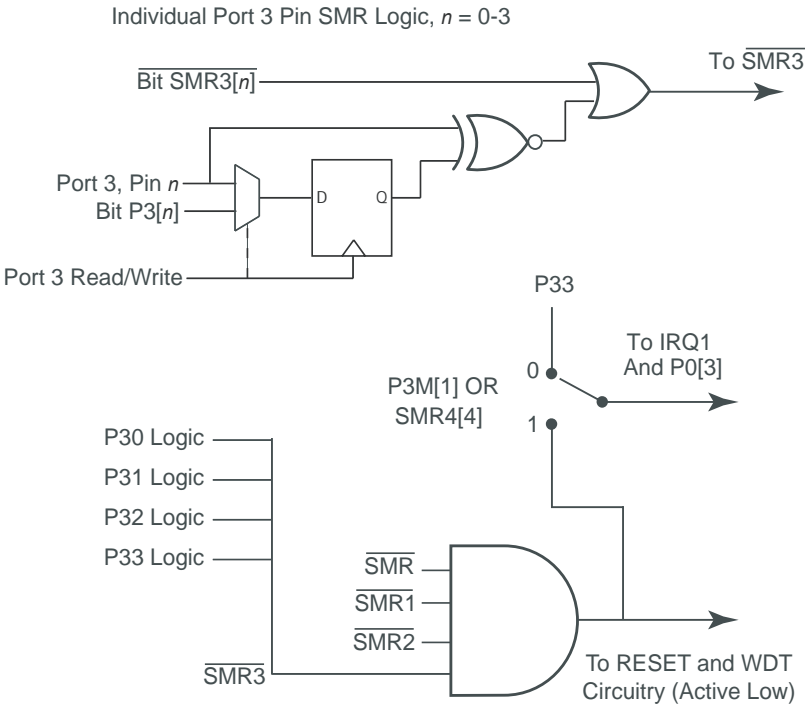 Individual Port 3 Pin SMR Logic, n = 0-3
Bit SMR3[n]
To SMR3
Port 3, Pin n
Bit P3[n]
D
Q
Port 3 Read/Write
P33
0
To IRQ1
And P0[3]
P3M[1] OR
SMR4[4]
1
P30 Logic
P31 Logic
P32 Logic
P33 Logic
SMR
SMR1
SMR2
SMR3
To RESET and WDT
Circuitry (Active Low)